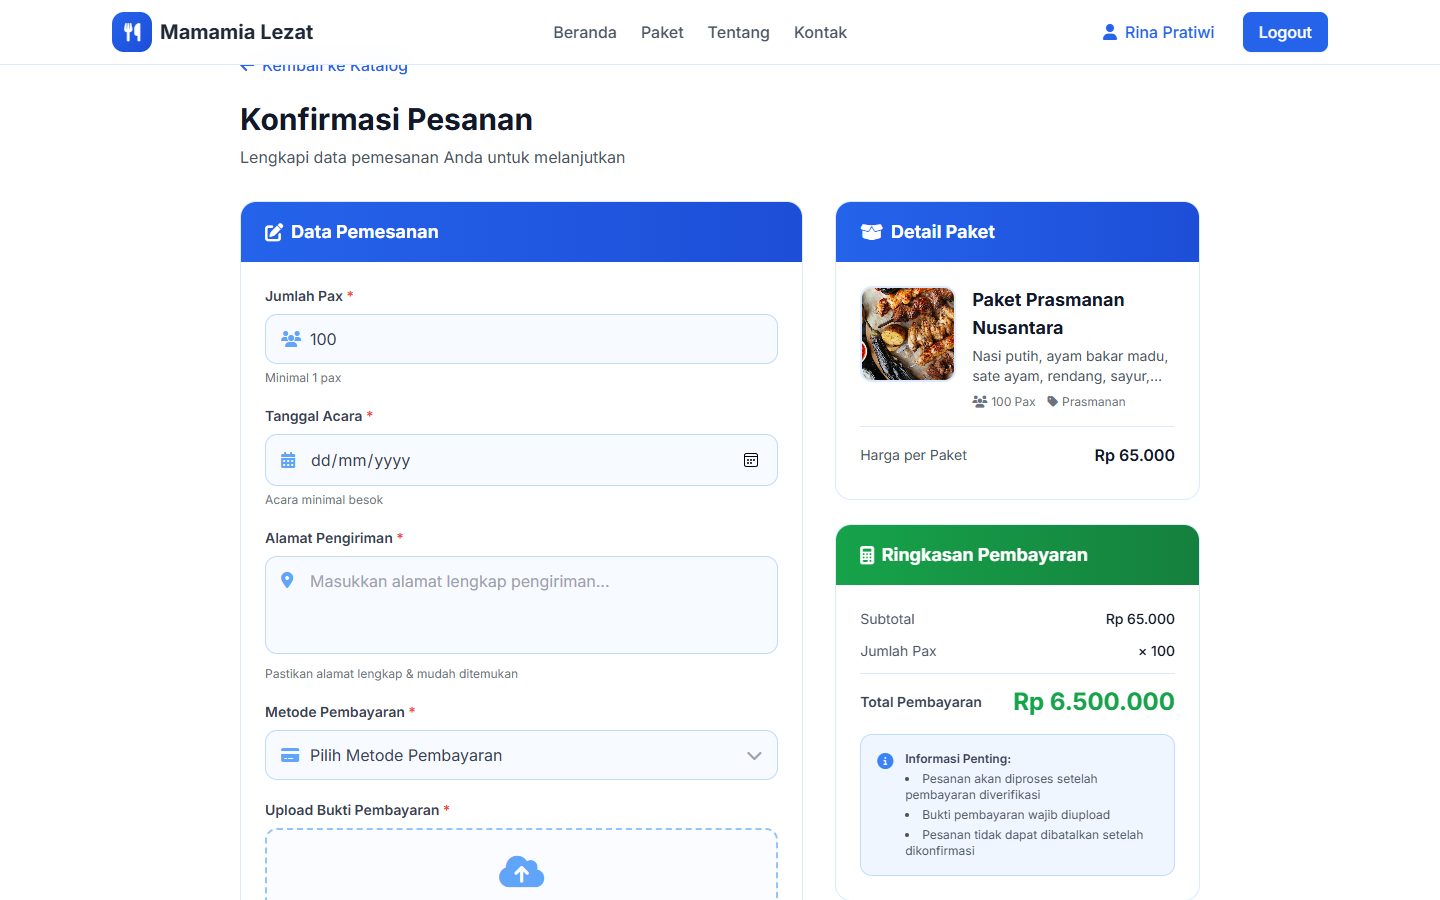 Mamamia Lezat
Beranda
Paket
Tentang
Kontak
Rina Pratiwi
Logout
← Kembali ke Katalog
Konfirmasi Pesanan
Lengkapi data pemesanan Anda untuk melanjutkan
Data Pemesanan
Jumlah Pax *
100
Minimal 1 pax
Tanggal Acara *
dd/mm/yyyy
Acara minimal besok
Alamat Pengiriman *
Masukkan alamat lengkap pengiriman...
Pastikan alamat lengkap & mudah ditemukan
Metode Pembayaran *
Pilih Metode Pembayaran
Upload Bukti Pembayaran *
Detail Paket
Paket Prasmanan
Nusantara
Nasi putih, ayam bakar madu,
sate ayam, rendang, sayur,...
100 Pax
Prasmanan
Harga per Paket
Rp 65.000
Ringkasan Pembayaran
Subtotal
Rp 65.000
Jumlah Pax
× 100
Total Pembayaran
Rp 6.500.000
Informasi Penting:
• Pesanan akan diproses setelah
pembayaran diverifikasi
• Bukti pembayaran wajib diupload
• Pesanan tidak dapat dibatalkan setelah
dikonfirmasi